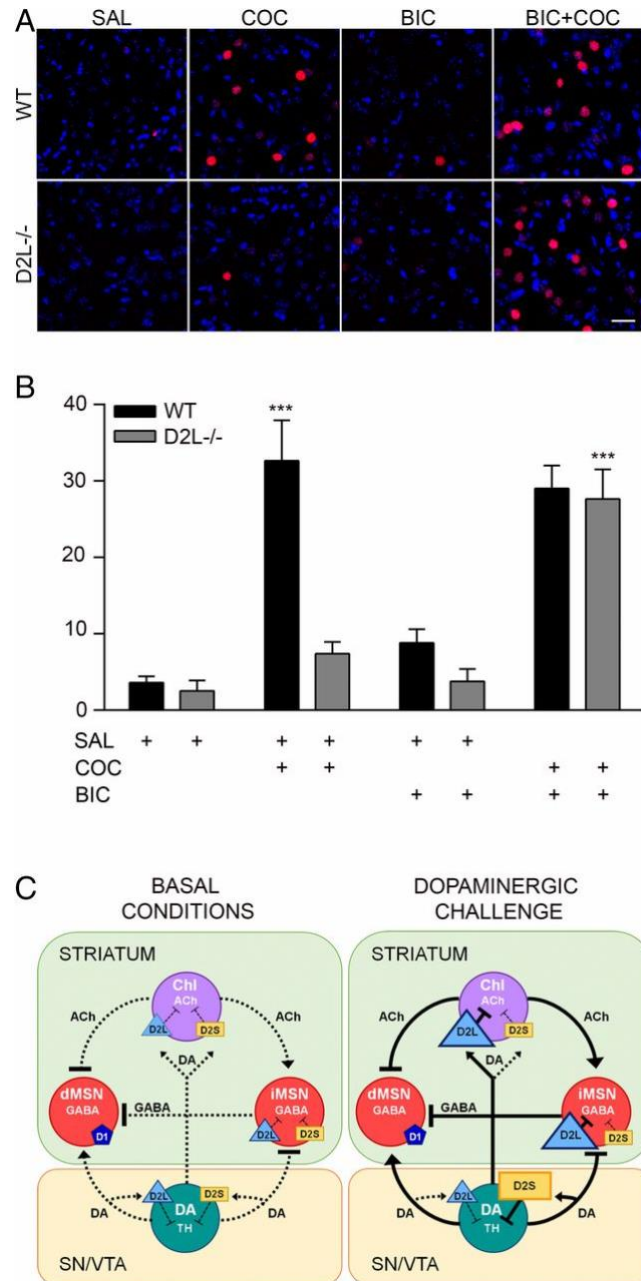 A
SAL COC BIC BIC+COC
WT
D2L-/-
B
40
30
20
10
0
WT
D2L-/-
***
***
SAL + + + + + +
COC + + + +
BIC + + + +
C
BASAL CONDITIONS
DOPAMINERGIC CHALLENGE
STRIATUM
ChI
ACh
D2L
D2S
ACh
ACh
DA
dMSN
GABA
D1
GABA
iMSN
GABA
D2L
D2S
D2L
D2S
DA
DA
DA
TH
SN/VTA
STRIATUM
ChI
ACh
D2L
D2S
ACh
ACh
DA
dMSN
GABA
D1
GABA
iMSN
GABA
D2L
D2S
D2L
D2S
DA
DA
DA
TH
SN/VTA